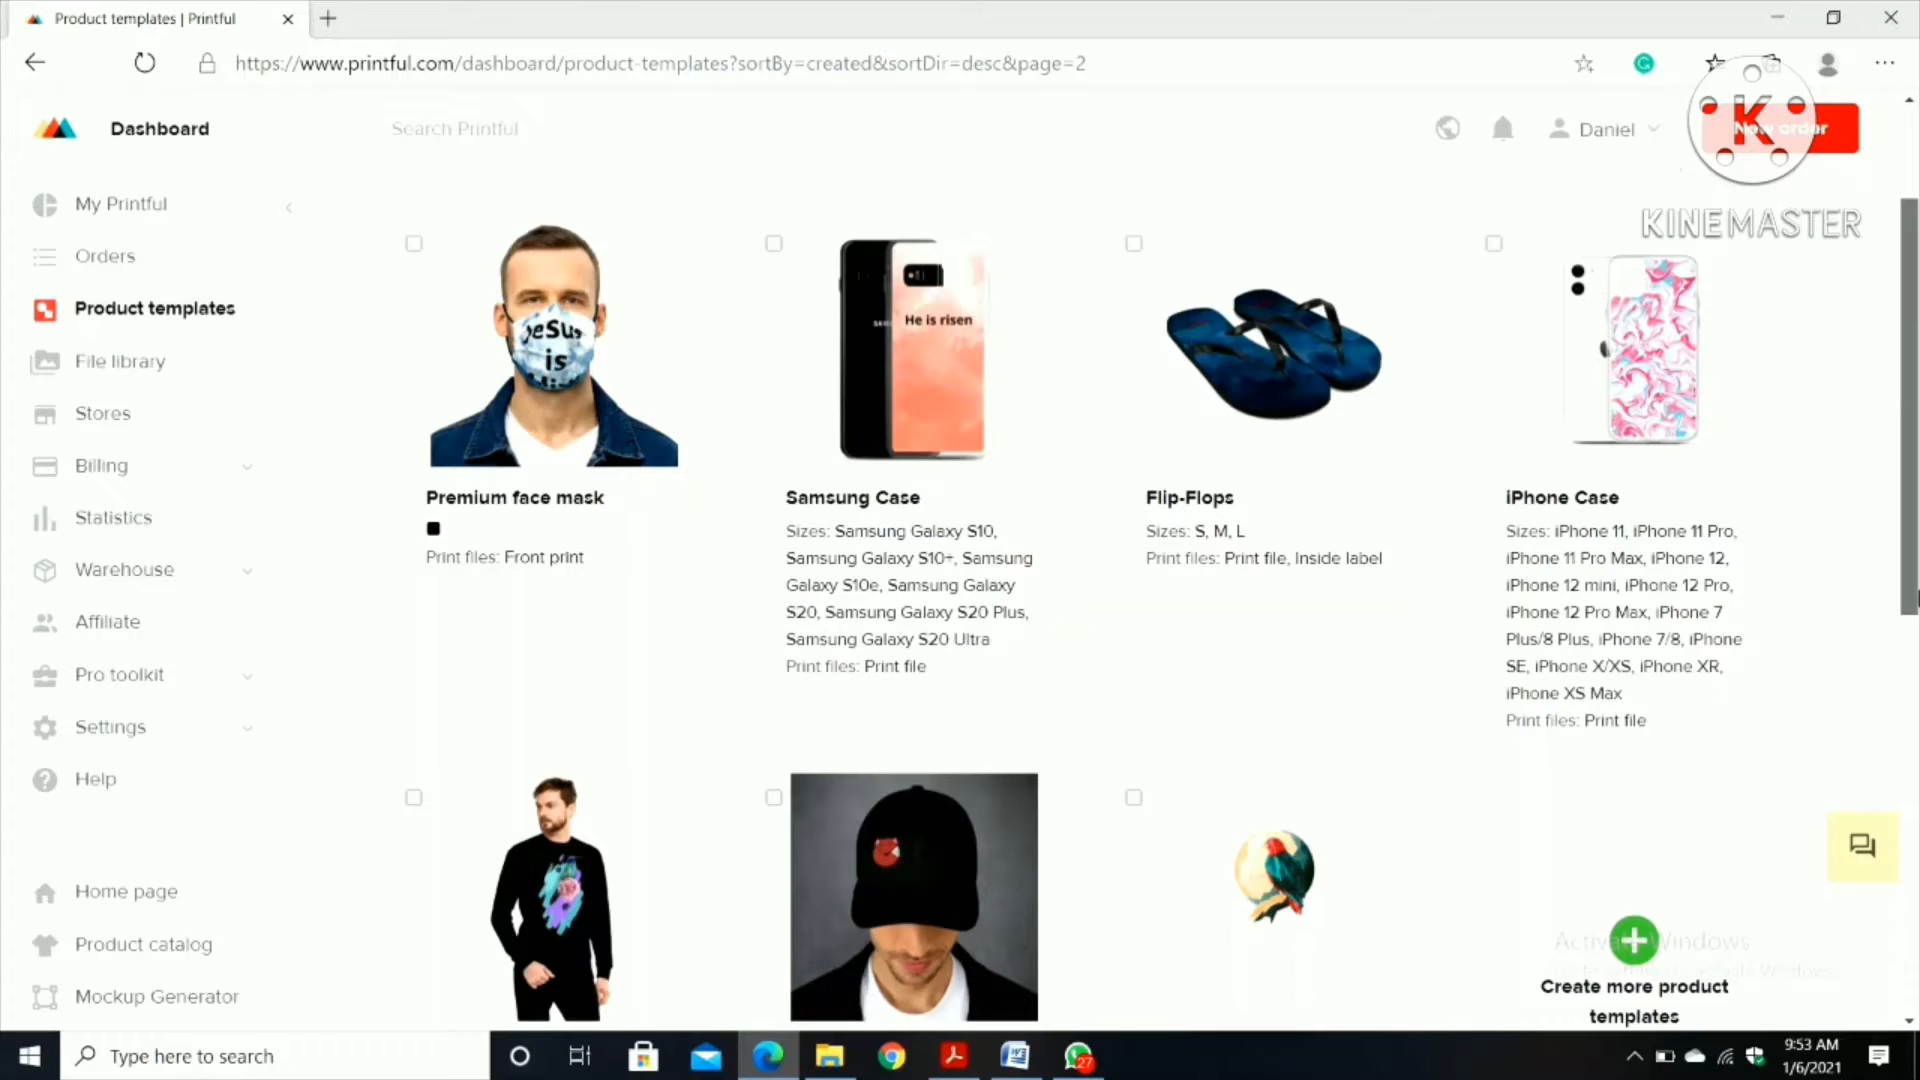 Product templates | Printful
https://www.printful.com/dashboard/product-templates?sortBy=created&sortDir=desc&page=2
Dashboard
Search Printful
Daniel
New order
K
KINEMASTER
My Printful
Orders
Product templates
File library
Stores
Billing
Statistics
Warehouse
Affiliate
Pro toolkit
Settings
Help
Home page
Product catalog
Mockup Generator
Jesus
is
He is risen
Premium face mask
Print files: Front print
Samsung Case
Sizes: Samsung Galaxy S10,
Samsung Galaxy S10+, Samsung
Galaxy S10e, Samsung Galaxy
S20, Samsung Galaxy S20 Plus,
Samsung Galaxy S20 Ultra
Print files: Print file
Flip-Flops
Sizes: S, M, L
Print files: Print file, Inside label
iPhone Case
Sizes: iPhone 11, iPhone 11 Pro,
iPhone 11 Pro Max, iPhone 12,
iPhone 12 mini, iPhone 12 Pro,
iPhone 12 Pro Max, iPhone 7
Plus/8 Plus, iPhone 7/8, iPhone
SE, iPhone X/XS, iPhone XR,
iPhone XS Max
Print files: Print file
Activate Windows
Create more product
templates
Type here to search
27
9:53 AM
1/6/2021